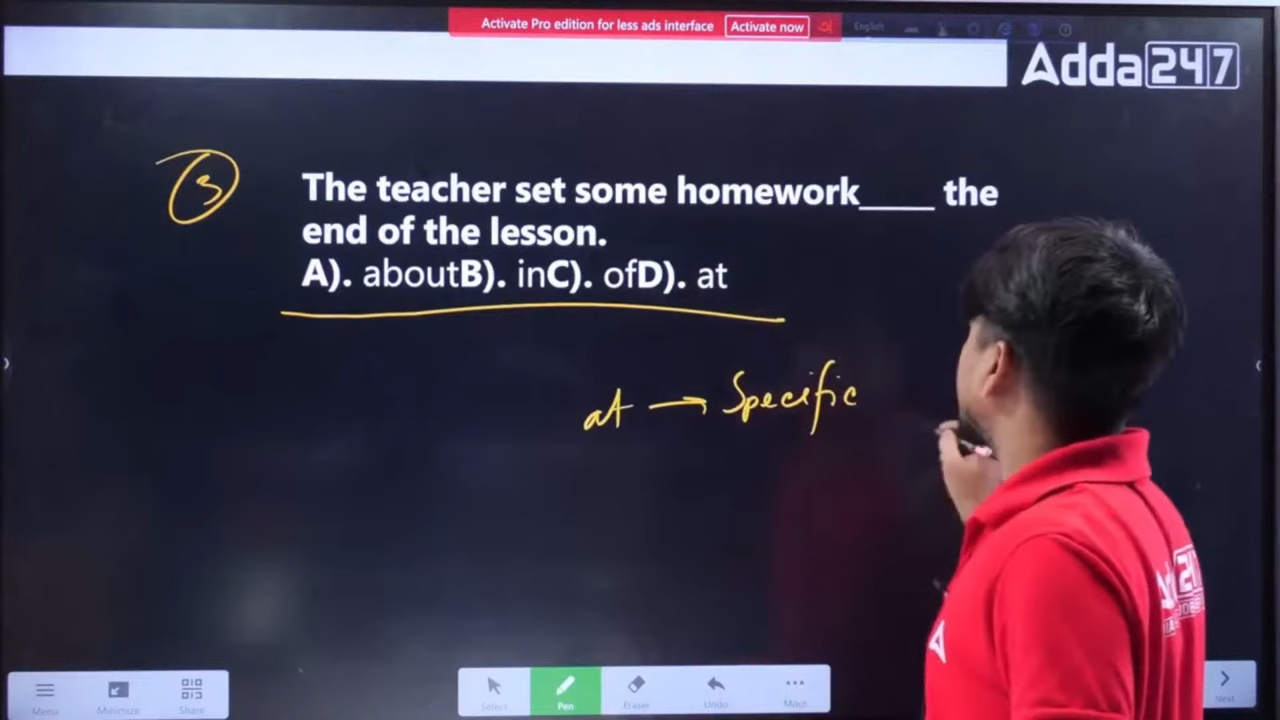 Activate Pro edition for less ads interface Activate now
English
Adda247
3
The teacher set some homework____ the
end of the lesson.
A). aboutB). inC). ofD). at
at → Specific
Menu Minimize Share Select Pen Eraser Undo More Next